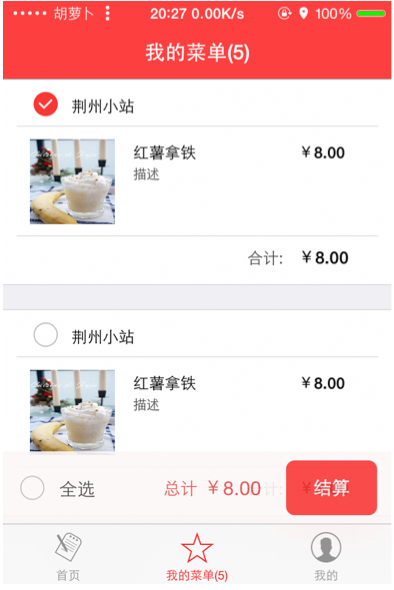 胡萝卜 20:27 0.00K/s 100%
我的菜单(5)
荆州小站
红薯拿铁 ¥8.00
描述
合计: ¥8.00
荆州小站
红薯拿铁 ¥8.00
描述
全选 总计 ¥8.00 结算
首页 我的菜单(5) 我的